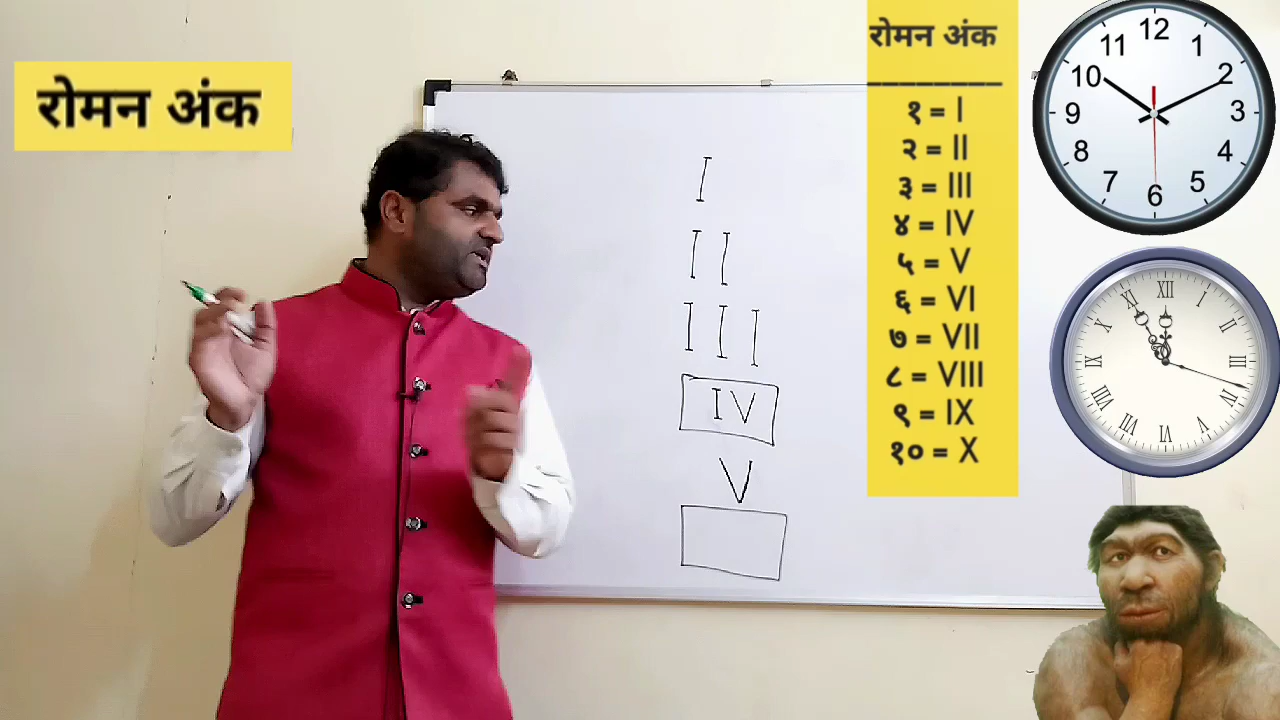 रोमन अंक
I
II
III
IV
V
रोमन अंक
__________
१ = I
२ = II
३ = III
४ = IV
५ = V
६ = VI
७ = VII
८ = VIII
९ = IX
१० = X
12
1
2
3
4
5
6
7
8
9
10
11
XII
I
II
III
IV
V
VI
VII
VIII
IX
X
XI